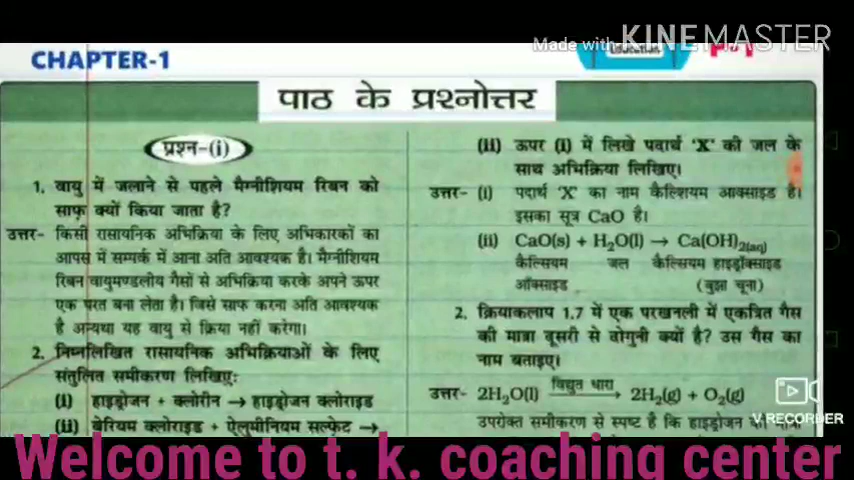 Made with KINEMASTER
CHAPTER-1
Education
पाठ के प्रश्नोत्तर
प्रश्न-(i)
1. वायु में जलाने से पहले मैग्नीशियम रिबन को
साफ़ क्यों किया जाता है?
उत्तर- किसी रासायनिक अभिक्रिया के लिए अभिकारकों का
आपस में सम्पर्क में आना अति आवश्यक है। मैग्नीशियम
रिबन वायुमण्डलीय गैसों से अभिक्रिया करके अपने ऊपर
एक परत बना लेता है। जिसे साफ करना अति आवश्यक
है अन्यथा यह वायु से क्रिया नहीं करेगा।
2. निम्नलिखित रासायनिक अभिक्रियाओं के लिए
संतुलित समीकरण लिखिए:
(i) हाइड्रोजन + क्लोरीन → हाइड्रोजन क्लोराइड
(ii) बेरियम क्लोराइड + ऐलुमीनियम सल्फेट →
(ii) ऊपर (i) में लिखे पदार्थ 'X' की जल के
साथ अभिक्रिया लिखिए।
उत्तर- (i) पदार्थ 'X' का नाम कैल्शियम आक्साइड है।
इसका सूत्र CaO है।
(ii) CaO(s) + H₂O(l) → Ca(OH)₂(aq)
कैल्सियम जल कैल्सियम हाइड्रॉक्साइड
ऑक्साइड (बुझा चूना)
2. क्रियाकलाप 1.7 में एक परखनली में एकत्रित गैस
की मात्रा दूसरी से दोगुनी क्यों है? उस गैस का
नाम बताइए।
विद्युत धारा
उत्तर- 2H₂O(l) → 2H₂(g) + O₂(g)
उपरोक्त समीकरण से स्पष्ट है कि हाइड्रोजन की
V RECORDER
Welcome to t. k. coaching center